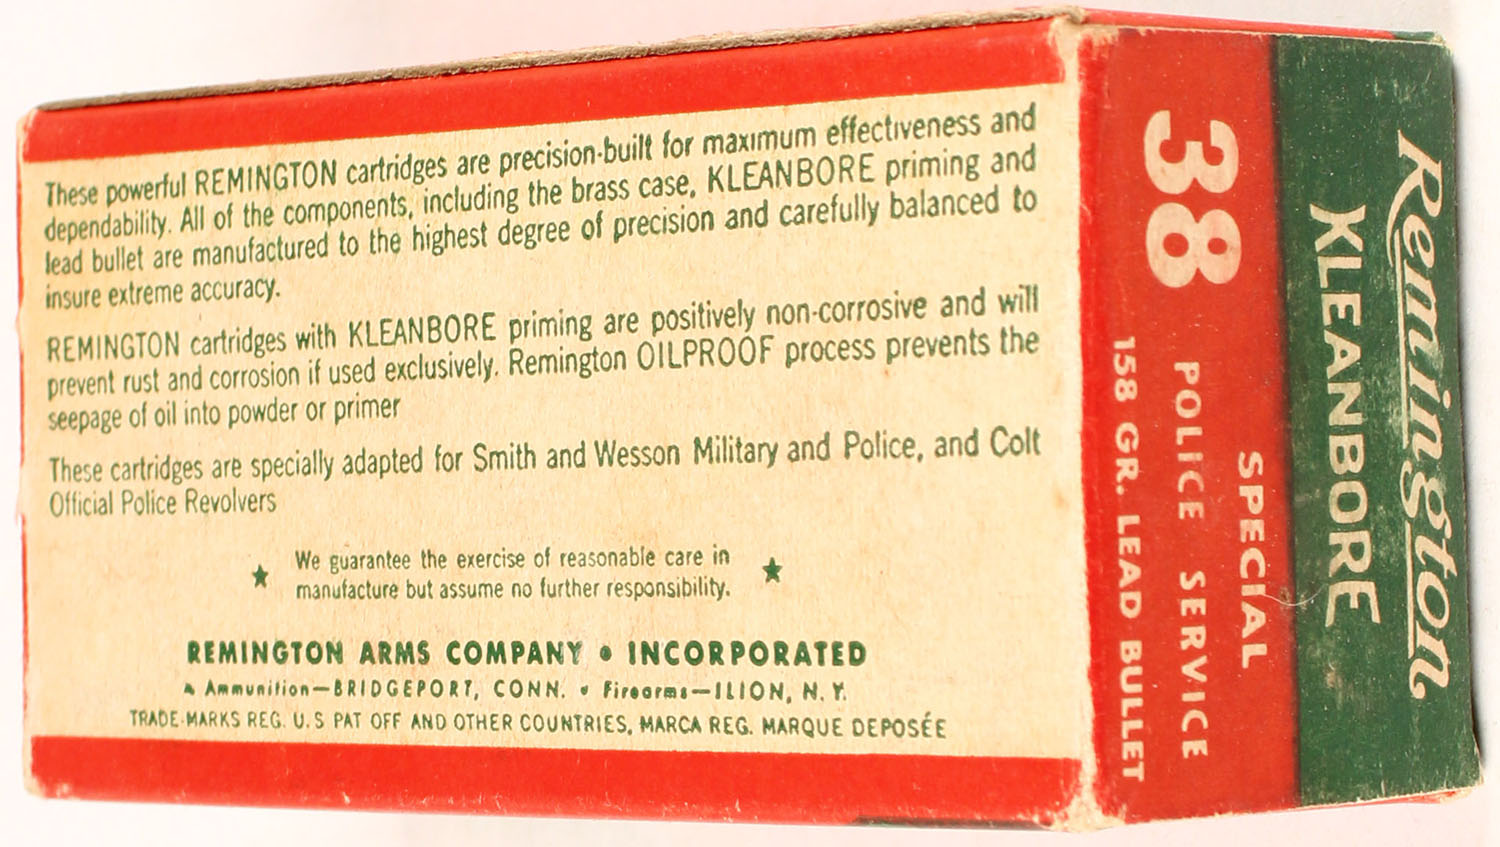 These powerful REMINGTON cartridges are precision-built for maximum effectiveness and
dependability. All of the components, including the brass case, KLEANBORE priming and
lead bullet are manufactured to the highest degree of precision and carefully balanced to
insure extreme accuracy.
REMINGTON cartridges with KLEANBORE priming are positively non-corrosive and will
prevent rust and corrosion if used exclusively. Remington OILPROOF process prevents the
seepage of oil into powder or primer
These cartridges are specially adapted for Smith and Wesson Military and Police, and Colt
Official Police Revolvers
★ We guarantee the exercise of reasonable care in ★
manufacture but assume no further responsibility.
REMINGTON ARMS COMPANY • INCORPORATED
Ammunition—BRIDGEPORT, CONN. • Firearms—ILION, N. Y.
TRADE-MARKS REG. U.S PAT OFF AND OTHER COUNTRIES, MARCA REG. MARQUE DEPOSÉE
Remington
KLEANBORE
38 SPECIAL
POLICE SERVICE
158 GR. LEAD BULLET